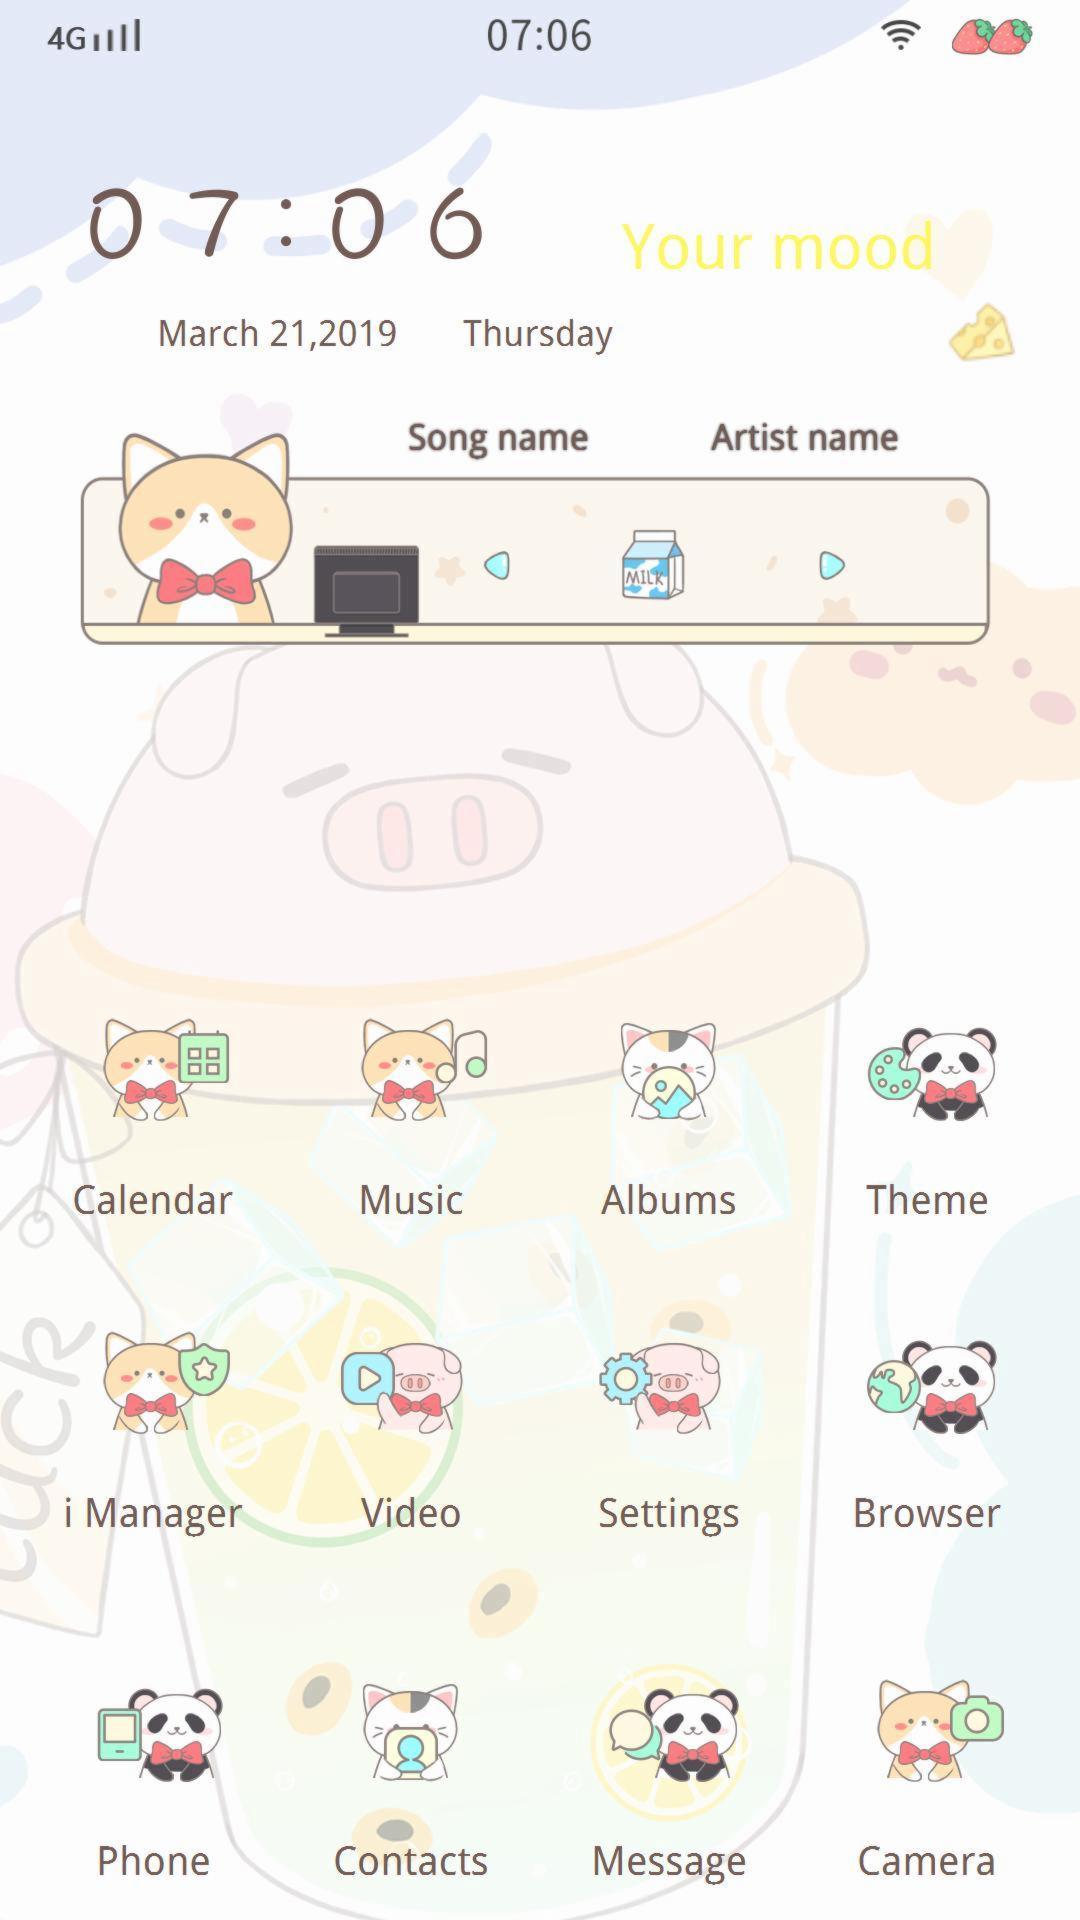 4G 07:06
07:06
Your mood
March 21,2019 Thursday
Song name Artist name
MILK
Calendar Music Albums Theme
i Manager Video Settings Browser
Phone Contacts Message Camera